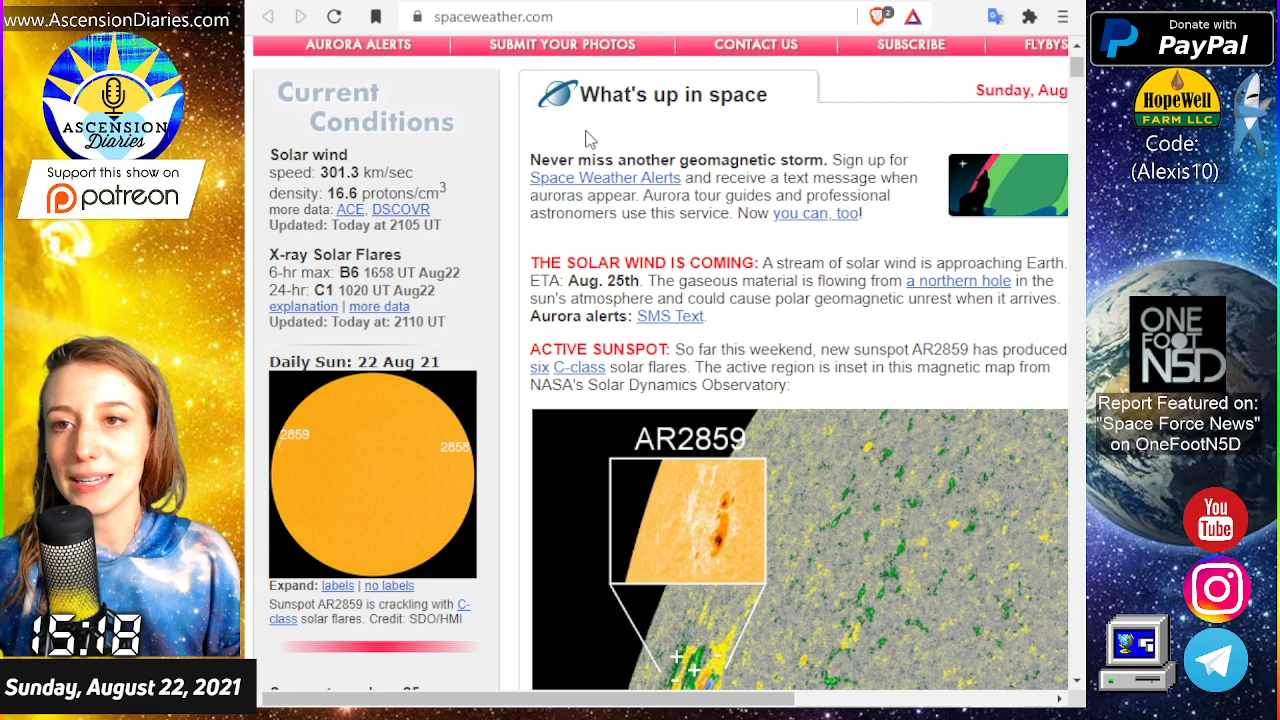 www.AscensionDiaries.com
ASCENSION
Diaries
Support this show on
patreon
15:18
Sunday, August 22, 2021
spaceweather.com
2
AURORA ALERTS
SUBMIT YOUR PHOTOS
CONTACT US
SUBSCRIBE
FLYBYS
Current
Conditions
Solar wind
speed: 301.3 km/sec
density: 16.6 protons/cm3
more data: ACE, DSCOVR
Updated: Today at 2105 UT
X-ray Solar Flares
6-hr max: B6 1658 UT Aug22
24-hr: C1 1020 UT Aug22
explanation | more data
Updated: Today at: 2110 UT
Daily Sun: 22 Aug 21
2859
2858
Expand: labels | no labels
Sunspot AR2859 is crackling with C-
class solar flares. Credit: SDO/HMI
What's up in space
Sunday, Aug
Never miss another geomagnetic storm. Sign up for
Space Weather Alerts and receive a text message when
auroras appear. Aurora tour guides and professional
astronomers use this service. Now you can, too!
THE SOLAR WIND IS COMING: A stream of solar wind is approaching Earth.
ETA: Aug. 25th. The gaseous material is flowing from a northern hole in the
sun's atmosphere and could cause polar geomagnetic unrest when it arrives.
Aurora alerts: SMS Text.
ACTIVE SUNSPOT: So far this weekend, new sunspot AR2859 has produced
six C-class solar flares. The active region is inset in this magnetic map from
NASA's Solar Dynamics Observatory:
AR2859
+ -
+
-
Donate with
PayPal
HopeWell
FARM LLC
Code:
(Alexis10)
ONE
FOOT
N5D
Report Featured on:
"Space Force News"
on OneFootN5D
You
Tube